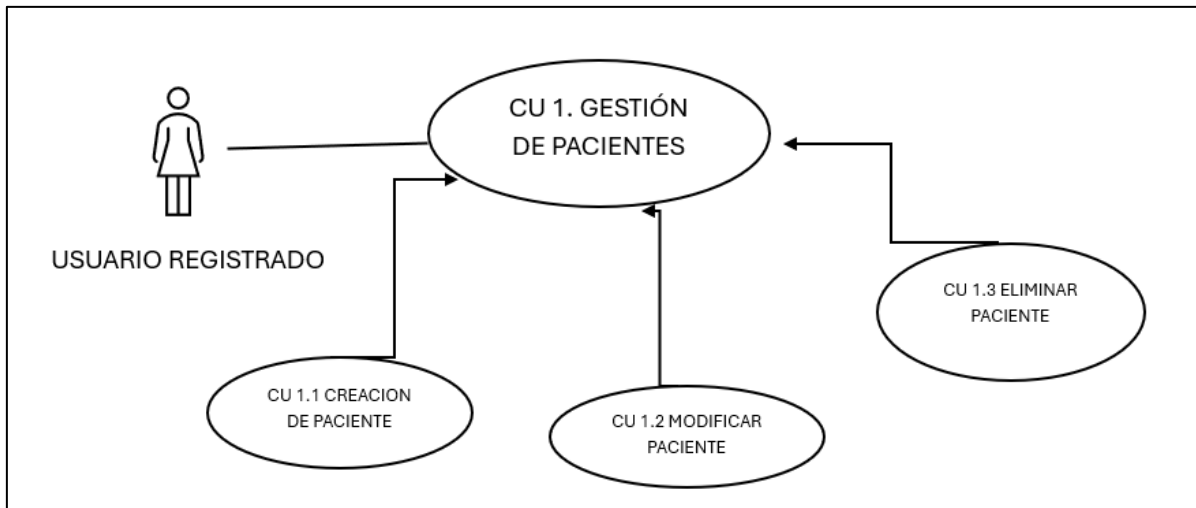 CU 1. GESTIÓN
DE PACIENTES
USUARIO REGISTRADO
CU 1.3 ELIMINAR
PACIENTE
CU 1.1 CREACION
DE PACIENTE
CU 1.2 MODIFICAR
PACIENTE